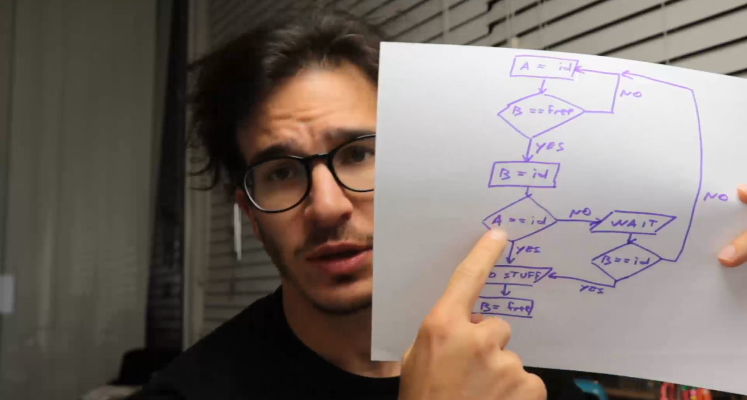 A = id
B == free
NO
YES
B = id
A == id
NO
WAIT
NO
YES
B == id
STUFF
YES
B = free